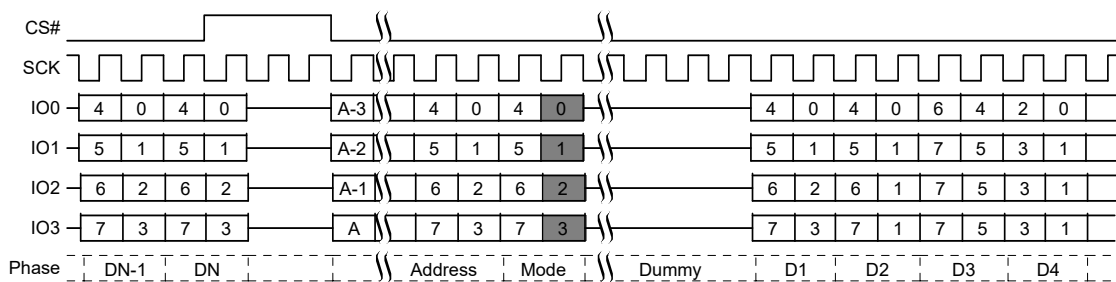 CS#
SCK
IO0 4 0 4 0 A-3 4 0 4 0 4 0 4 0 6 4 2 0
IO1 5 1 5 1 A-2 5 1 5 1 5 1 5 1 7 5 3 1
IO2 6 2 6 2 A-1 6 2 6 2 6 2 6 1 7 5 3 1
IO3 7 3 7 3 A 7 3 7 3 7 3 7 1 7 5 3 1
Phase DN-1 DN Address Mode Dummy D1 D2 D3 D4